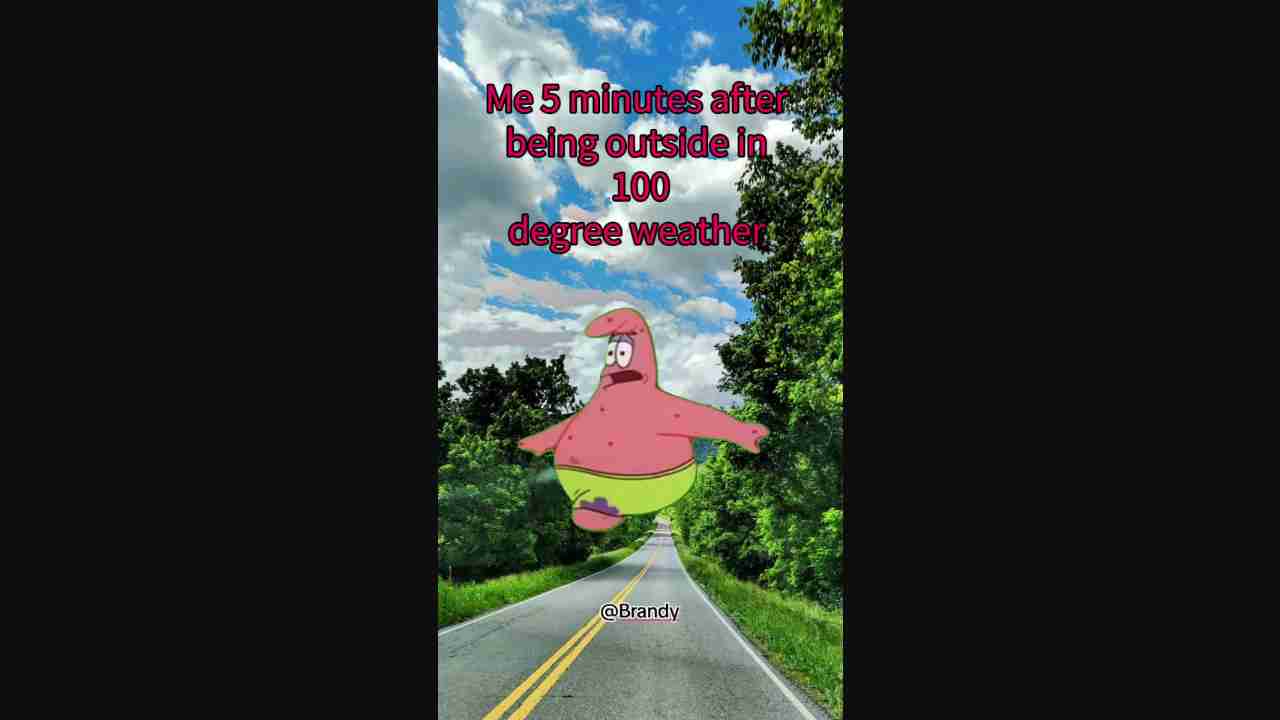 Me 5 minutes after
being outside in
100
degree weather
@Brandy